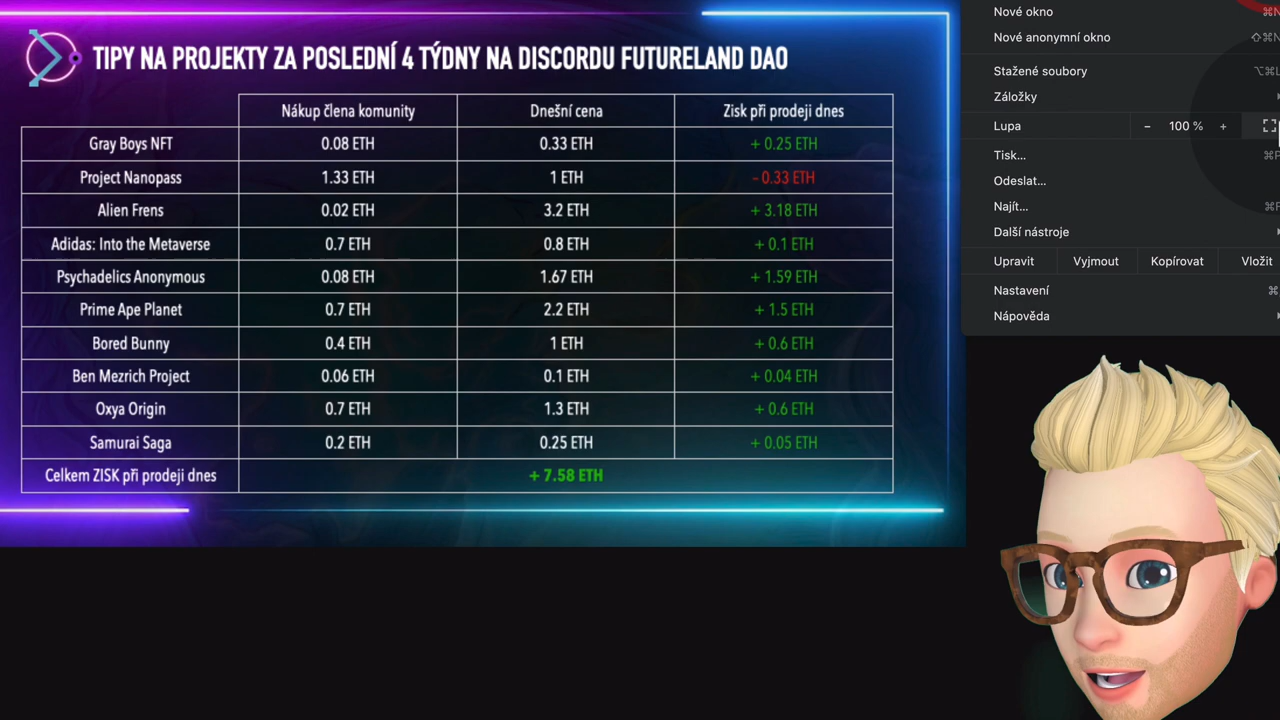 TIPY NA PROJEKTY ZA POSLEDNÍ 4 TÝDNY NA DISCORDU FUTURELAND DAO
Nákup člena komunity Dnešní cena Zisk při prodeji dnes
Gray Boys NFT 0.08 ETH 0.33 ETH + 0.25 ETH
Project Nanopass 1.33 ETH 1 ETH - 0.33 ETH
Alien Frens 0.02 ETH 3.2 ETH + 3.18 ETH
Adidas: Into the Metaverse 0.7 ETH 0.8 ETH + 0.1 ETH
Psychadelics Anonymous 0.08 ETH 1.67 ETH + 1.59 ETH
Prime Ape Planet 0.7 ETH 2.2 ETH + 1.5 ETH
Bored Bunny 0.4 ETH 1 ETH + 0.6 ETH
Ben Mezrich Project 0.06 ETH 0.1 ETH + 0.04 ETH
Oxya Origin 0.7 ETH 1.3 ETH + 0.6 ETH
Samurai Saga 0.2 ETH 0.25 ETH + 0.05 ETH
Celkem ZISK při prodeji dnes + 7.58 ETH
Nové okno
Nové anonymní okno
Stažené soubory
Záložky
Lupa − 100 % +
Tisk...
Odeslat...
Najít...
Další nástroje
Upravit Vyjmout Kopírovat Vložit
Nastavení
Nápověda